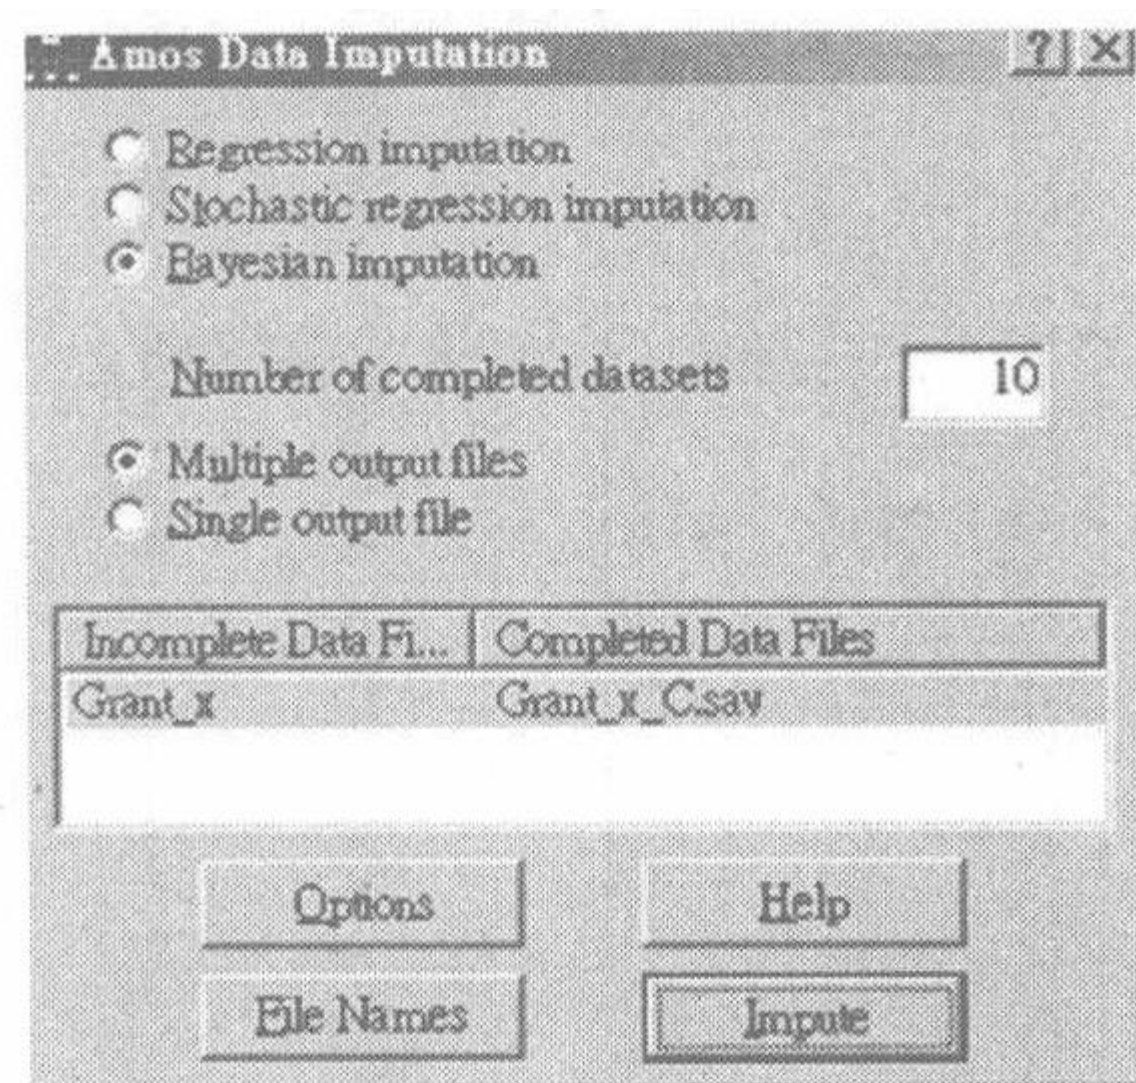 Amos Data Imputation
Regression imputation
Stochastic regression imputation
Bayesian imputation
Number of completed datasets 10
Multiple output files
Single output file
Incomplete Data Fi... Completed Data Files
Grant_x Grant_x_C.sav
Options Help
File Names Impute